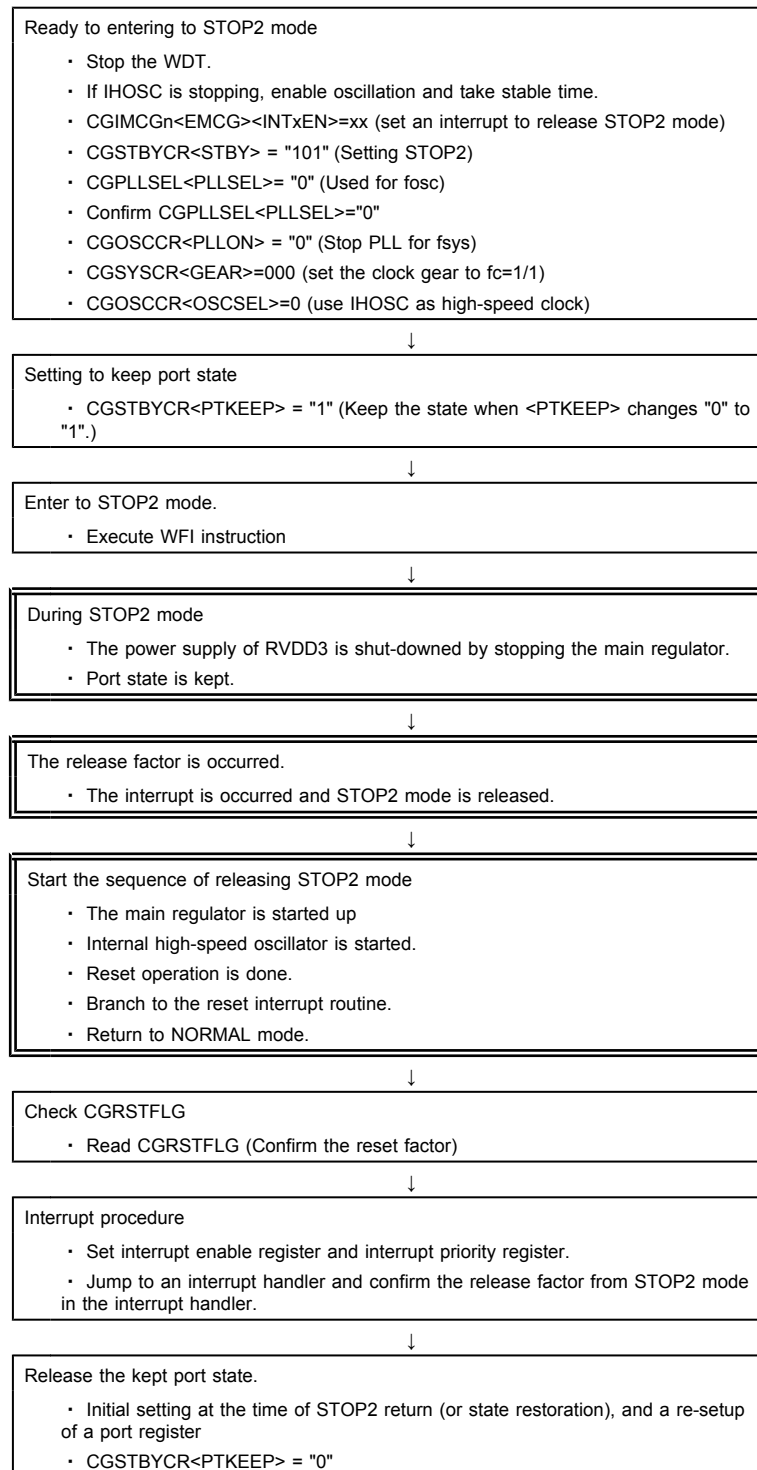 Ready to entering to STOP2 mode
・ Stop the WDT.
・ If IHOSC is stopping, enable oscillation and take stable time.
・ CGIMCGn<EMCG><INTxEN>=xx (set an interrupt to release STOP2 mode)
・ CGSTBYCR<STBY> = "101" (Setting STOP2)
・ CGPLLSEL<PLLSEL>= "0" (Used for fosc)
・ Confirm CGPLLSEL<PLLSEL>="0"
・ CGOSCCR<PLLON> = "0" (Stop PLL for fsys)
・ CGSYSCR<GEAR>=000 (set the clock gear to fc=1/1)
・ CGOSCCR<OSCSEL>=0 (use IHOSC as high-speed clock)
↓
Setting to keep port state
・ CGSTBYCR<PTKEEP> = "1" (Keep the state when <PTKEEP> changes "0" to
"1".)
↓
Enter to STOP2 mode.
・ Execute WFI instruction
↓
During STOP2 mode
・ The power supply of RVDD3 is shut-downed by stopping the main regulator.
・ Port state is kept.
↓
The release factor is occurred.
・ The interrupt is occurred and STOP2 mode is released.
↓
Start the sequence of releasing STOP2 mode
・ The main regulator is started up
・ Internal high-speed oscillator is started.
・ Reset operation is done.
・ Branch to the reset interrupt routine.
・ Return to NORMAL mode.
↓
Check CGRSTFLG
・ Read CGRSTFLG (Confirm the reset factor)
↓
Interrupt procedure
・ Set interrupt enable register and interrupt priority register.
・ Jump to an interrupt handler and confirm the release factor from STOP2 mode
in the interrupt handler.
↓
Release the kept port state.
・ Initial setting at the time of STOP2 return (or state restoration), and a re-setup
of a port register
・ CGSTBYCR<PTKEEP> = "0"